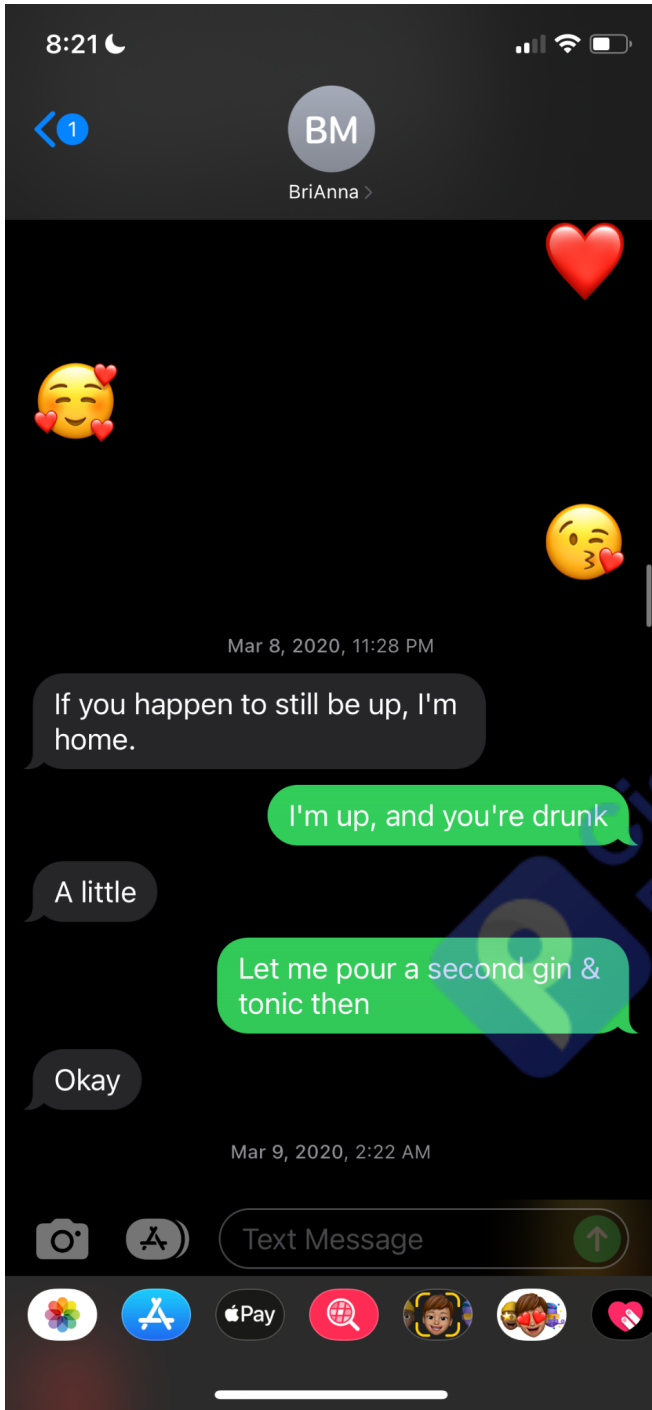 8:21
1
BM
BriAnna
Mar 8, 2020, 11:28 PM
If you happen to still be up, I'm
home.
I'm up, and you're drunk
A little
Let me pour a second gin &
tonic then
Okay
Mar 9, 2020, 2:22 AM
Text Message
Pay